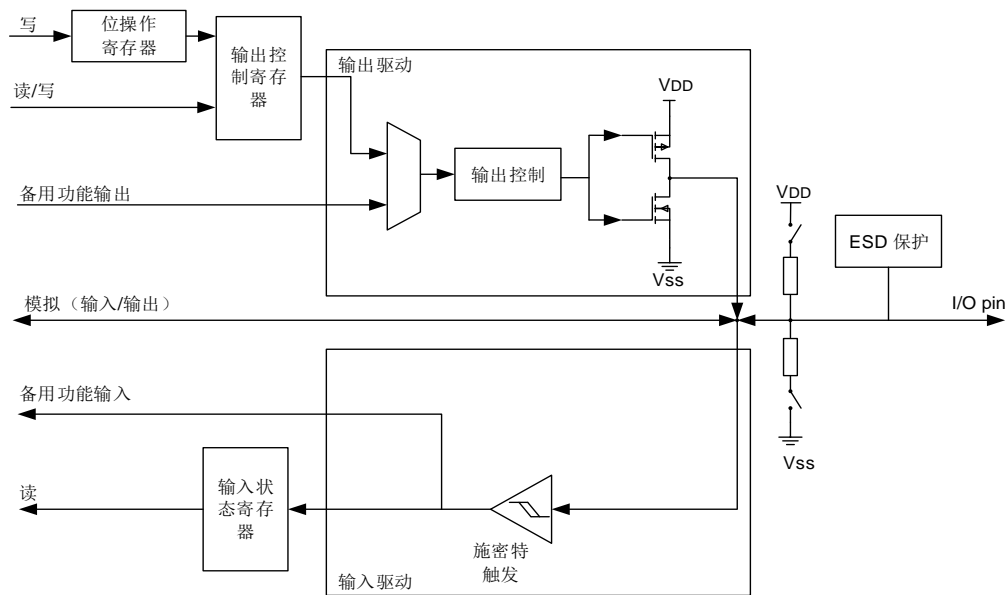 写
位操作
寄存器
输出控
制寄存
器
读/写
输出驱动
VDD
输出控制
备用功能输出
Vss
VDD
ESD 保护
模拟（输入/输出）
I/O pin
备用功能输入
Vss
读
输入状
态寄存
器
施密特
触发
输入驱动